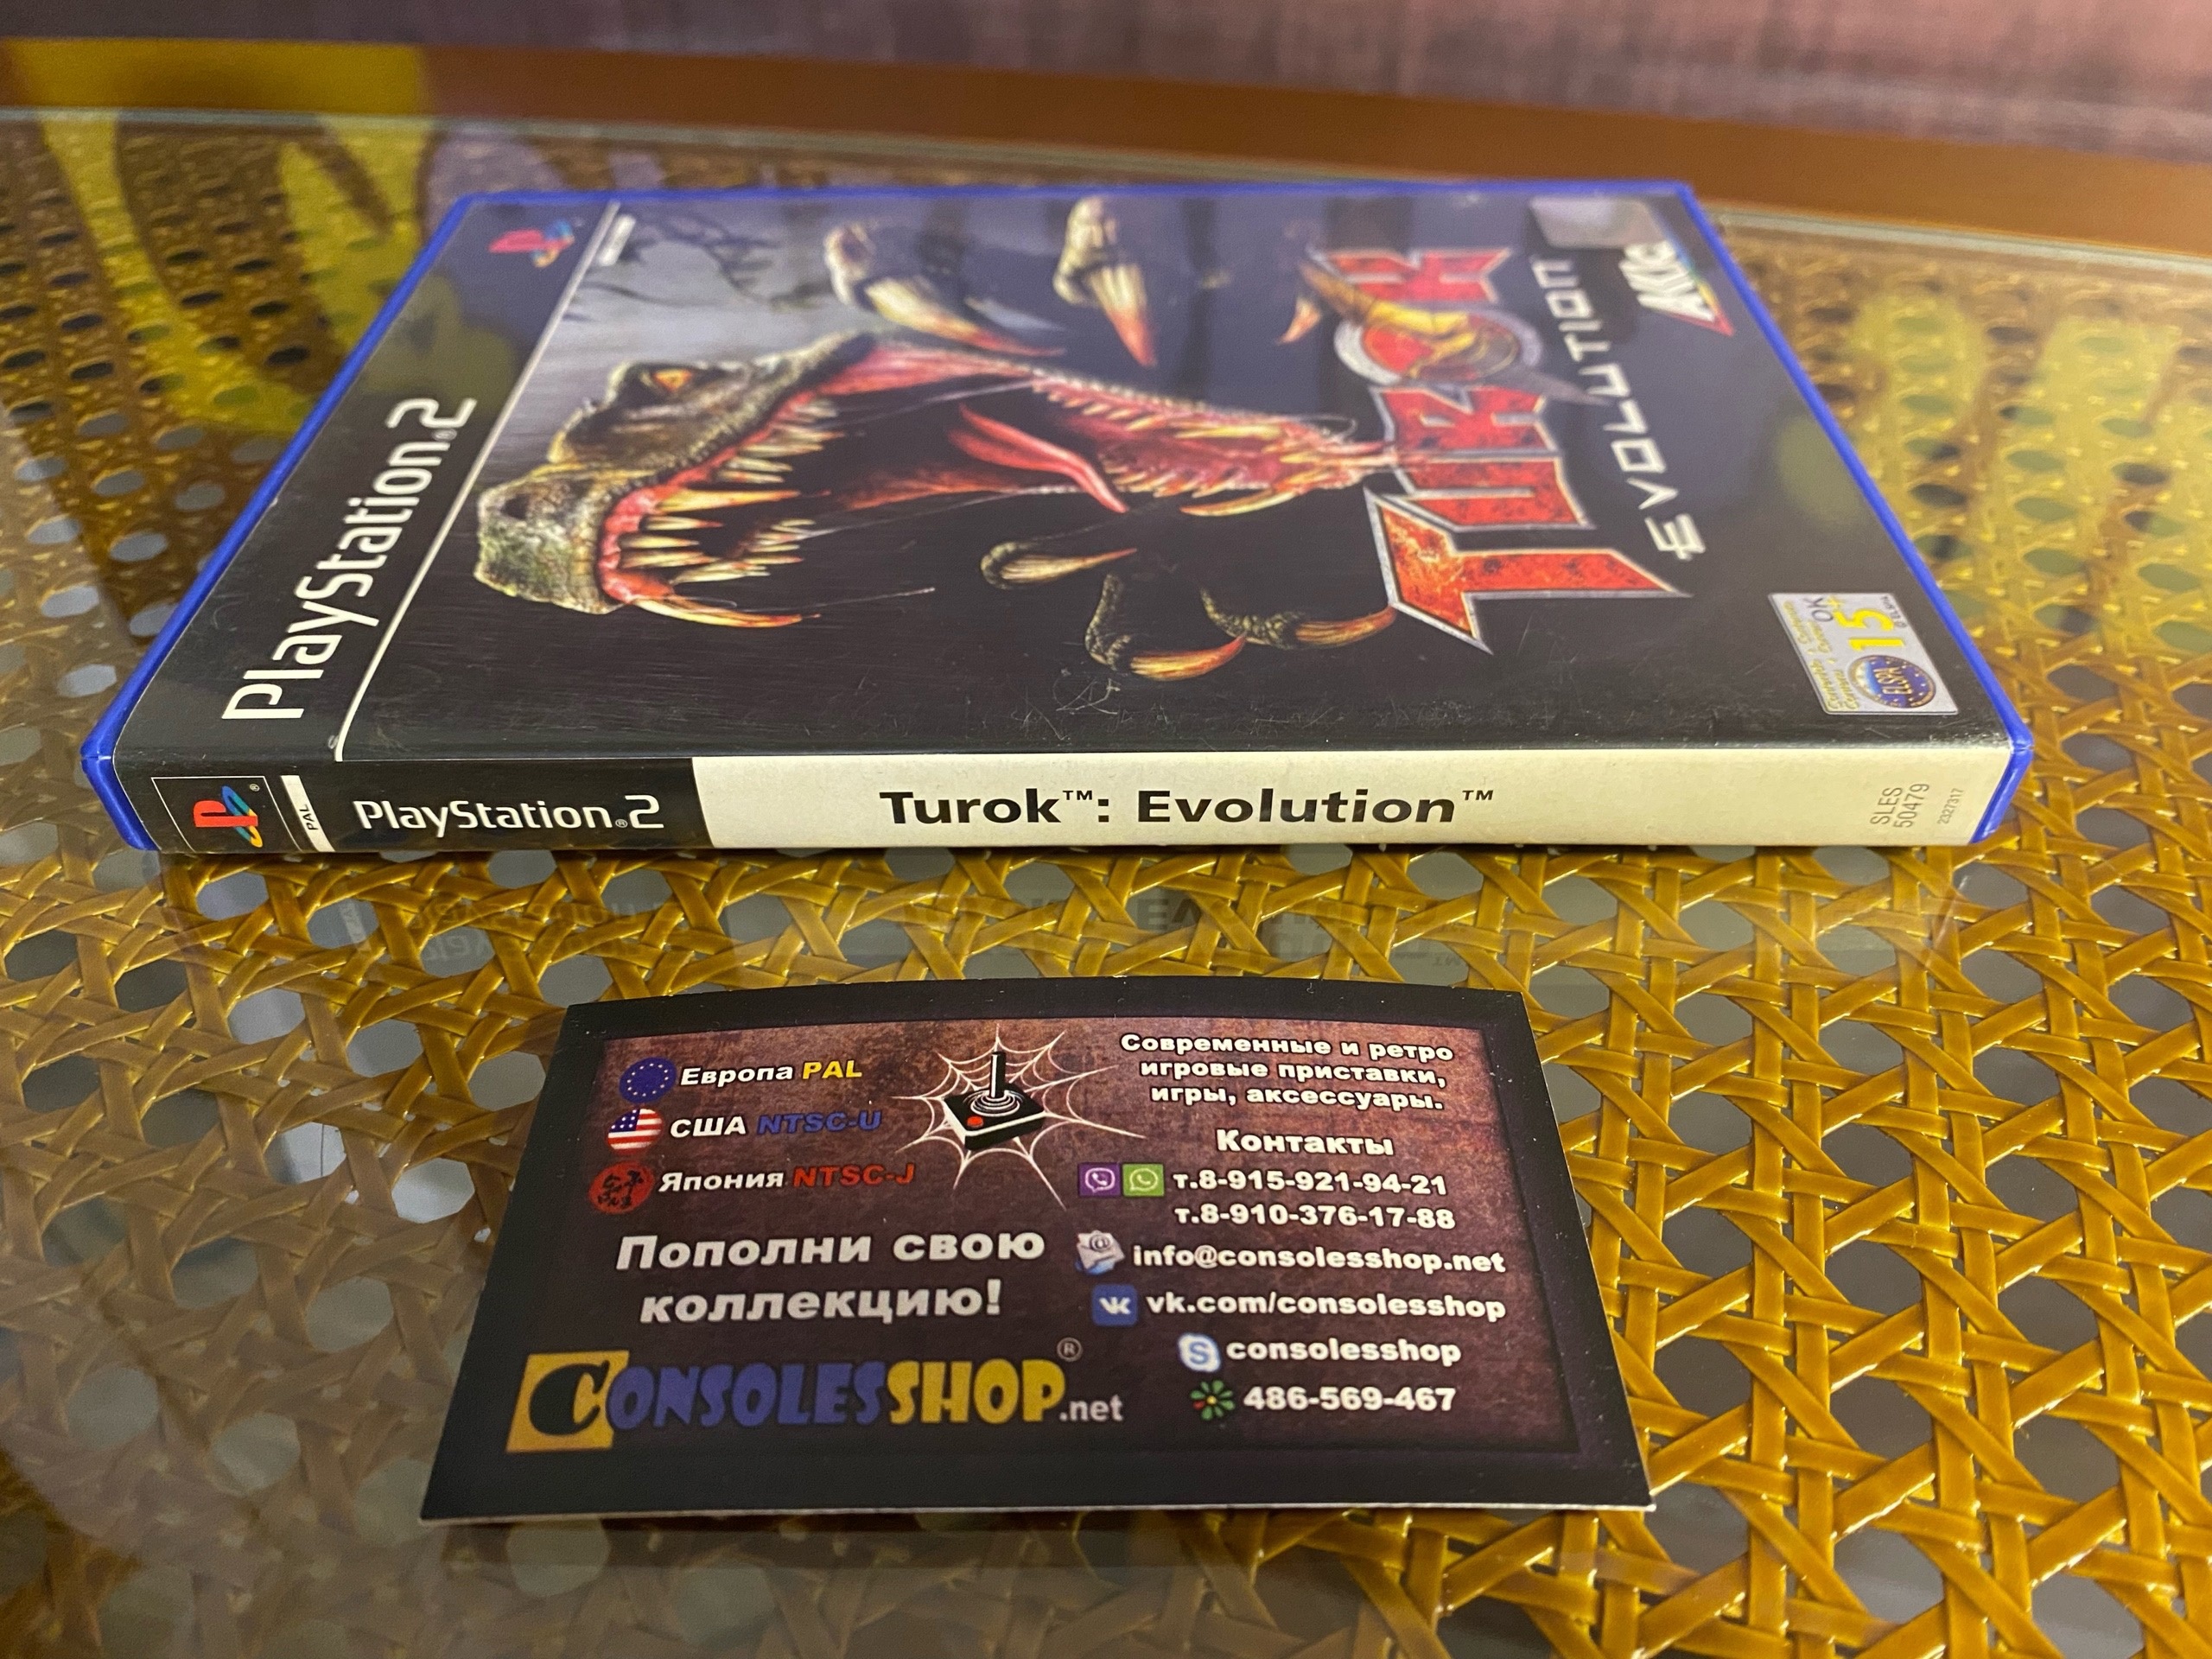 PlayStation.2
TUROK
EVOLUTION
AKKlaim
15+
ELSPA
PAL
PlayStation®2
Turok™: Evolution™
SLES
50479
2327317
Европа PAL
США NTSC-U
Япония NTSC-J
Пополни свою
коллекцию!
CONSOLESSHOP.net
®
Современные и ретро
игровые приставки,
игры, аксессуары.
Контакты
т.8-915-921-94-21
т.8-910-376-17-88
info@consolesshop.net
vk.com/consolesshop
consolesshop
486-569-467